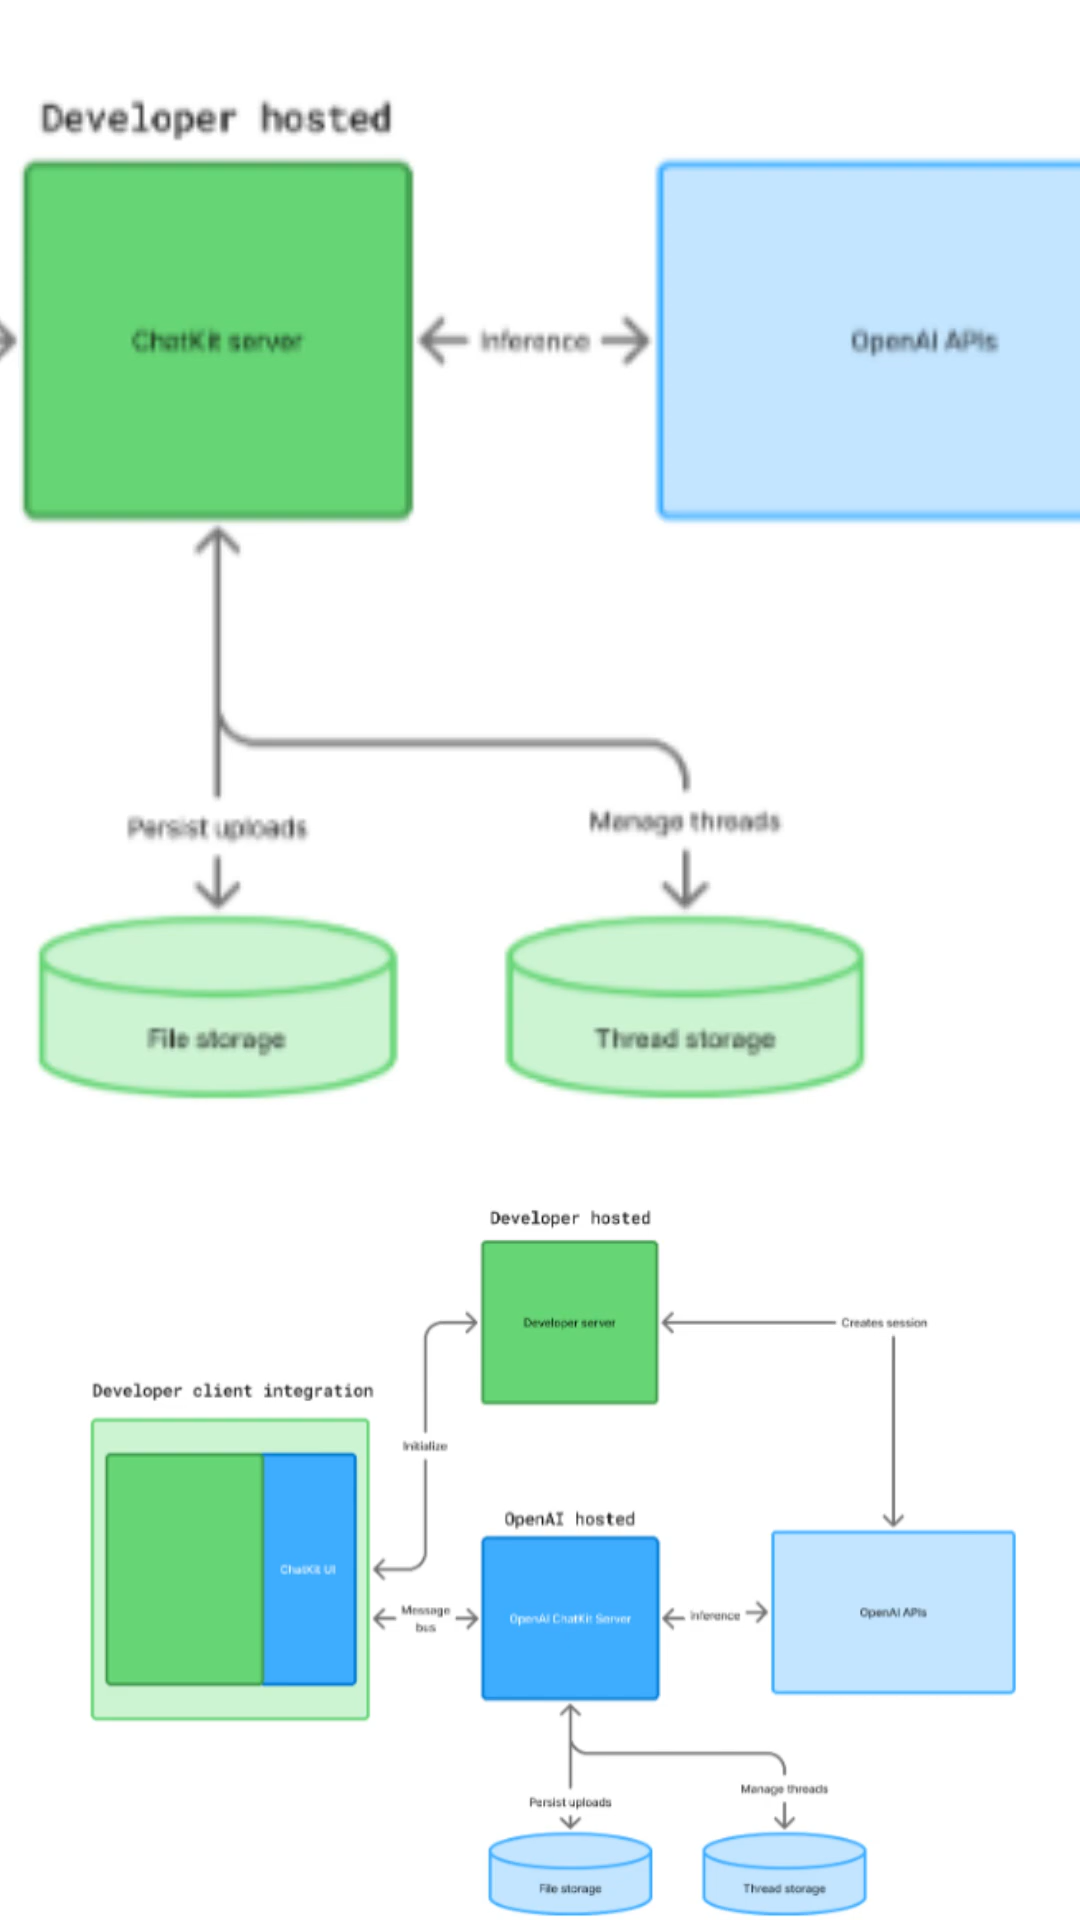 Developer hosted
ChatKit server
Inference
OpenAI APIs
Persist uploads
Manage threads
File storage
Thread storage
Developer hosted
Developer server
Creates session
Developer client integration
Initialize
OpenAI hosted
ChatKit UI
Message
bus
OpenAI ChatKit Server
Inference
OpenAI APIs
Manage threads
Persist uploads
File storage
Thread storage